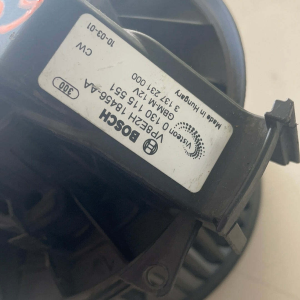 BOSCH
VP8E2H 18456-AA
Visteon 0 130 115 551
GBM-M 12V
3 137 231 000
Made in Hungary
300
CW
10-03-01